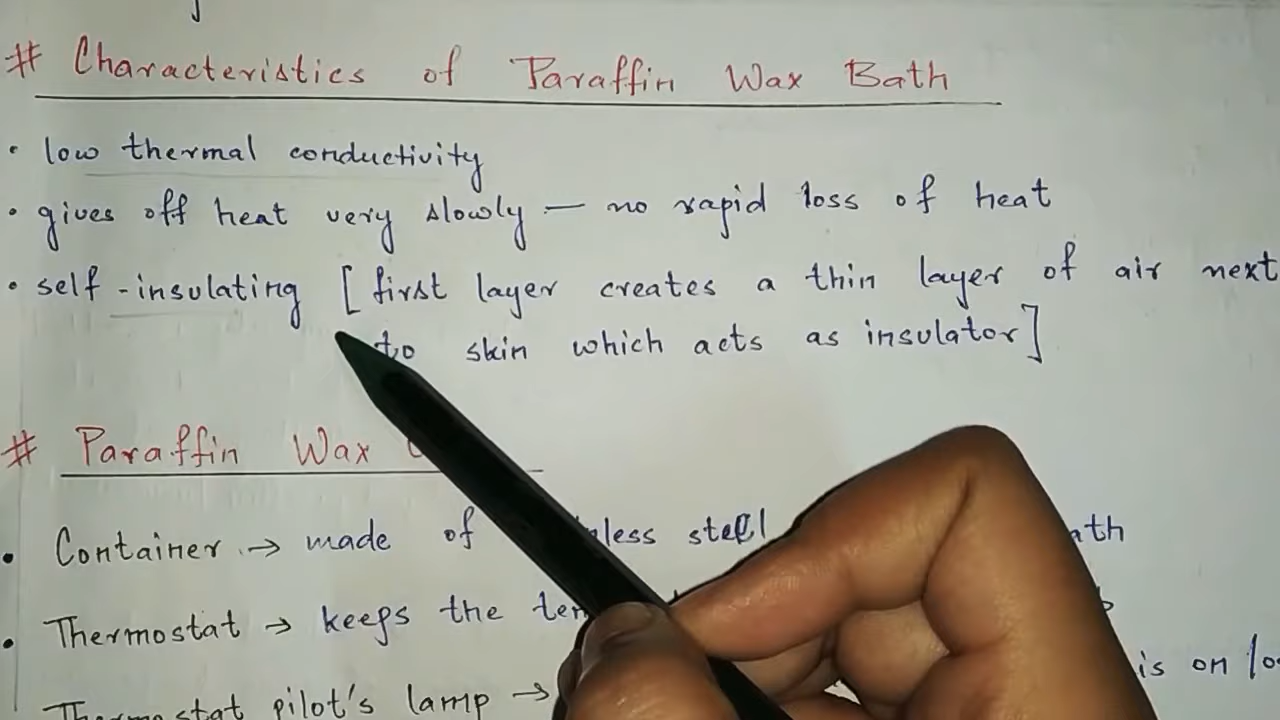 # Characteristics of Paraffin Wax Bath
• low thermal conductivity
• gives off heat very slowly — no rapid loss of heat
• self-insulating [first layer creates a thin layer of air next
to skin which acts as insulator]
# Paraffin Wax
• Container → made of steel
• Thermostat → keeps the is on
Thermostat pilot's lamp →